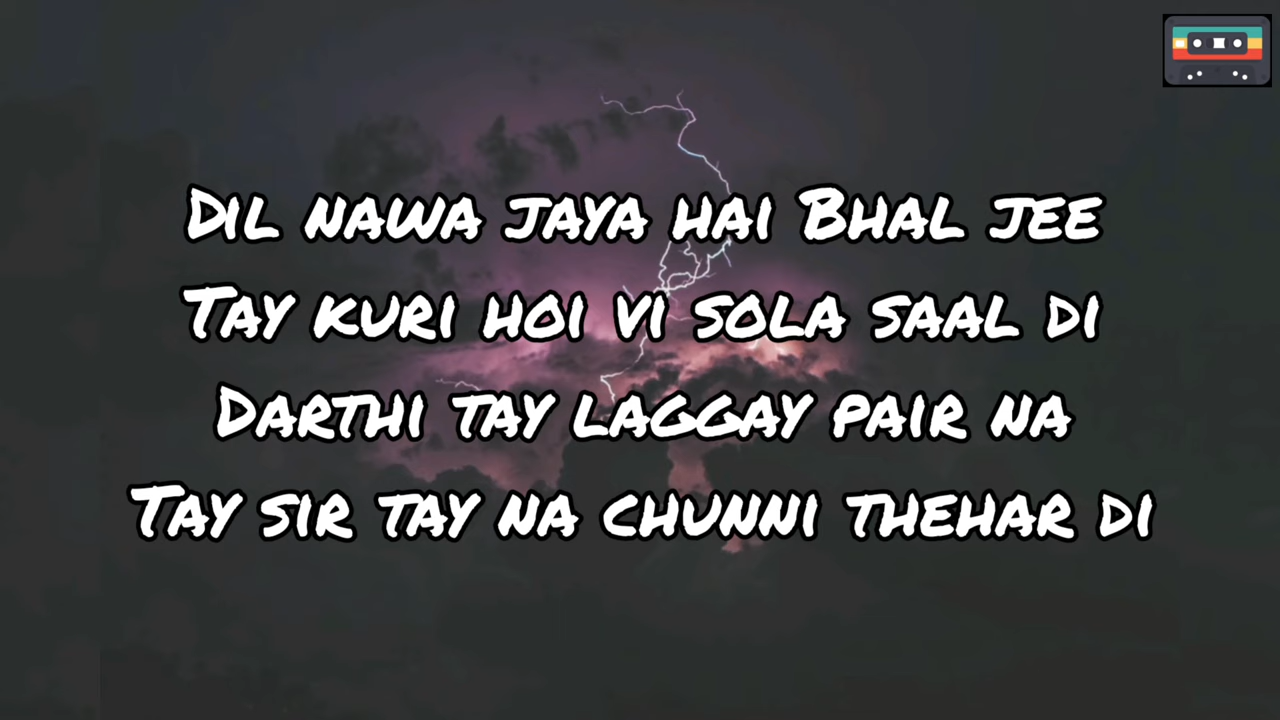 Dil nawa jaya hai Bhal jee
Tay kuri hoi vi sola saal di
Darthi tay laggay pair na
Tay sir tay na chunni thehar di